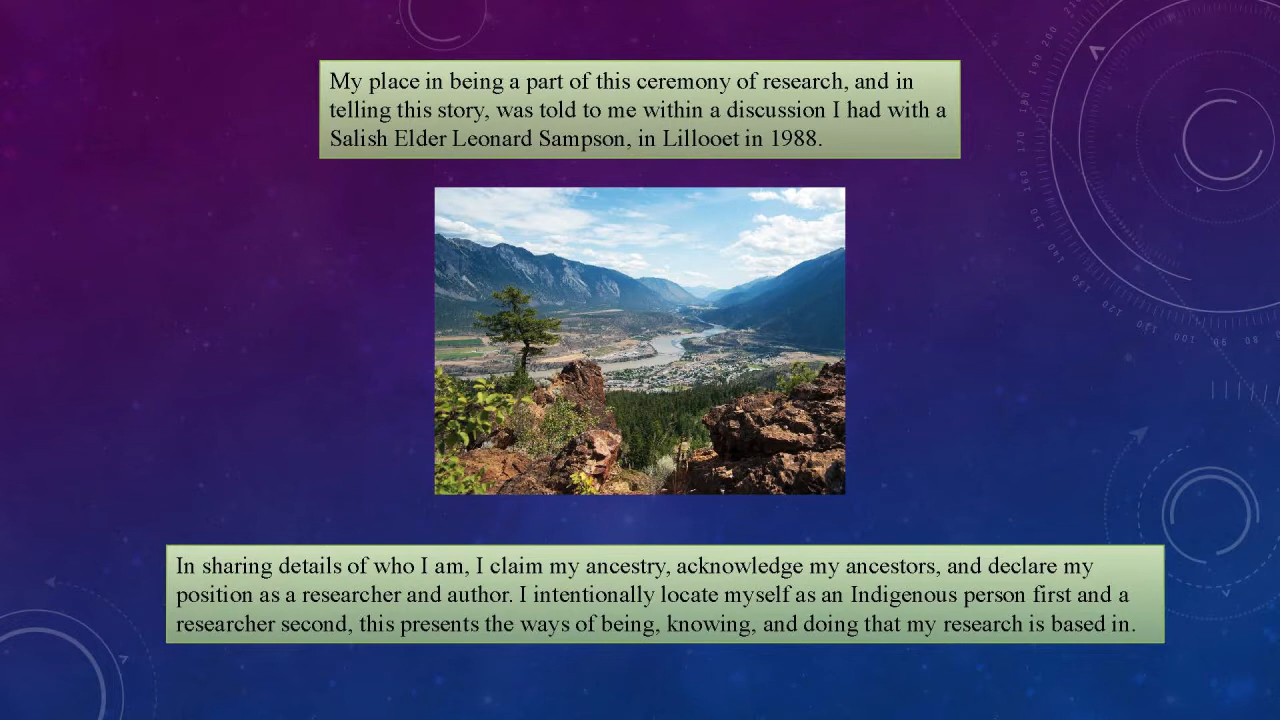 My place in being a part of this ceremony of research, and in
telling this story, was told to me within a discussion I had with a
Salish Elder Leonard Sampson, in Lillooet in 1988.
In sharing details of who I am, I claim my ancestry, acknowledge my ancestors, and declare my
position as a researcher and author. I intentionally locate myself as an Indigenous person first and a
researcher second, this presents the ways of being, knowing, and doing that my research is based in.